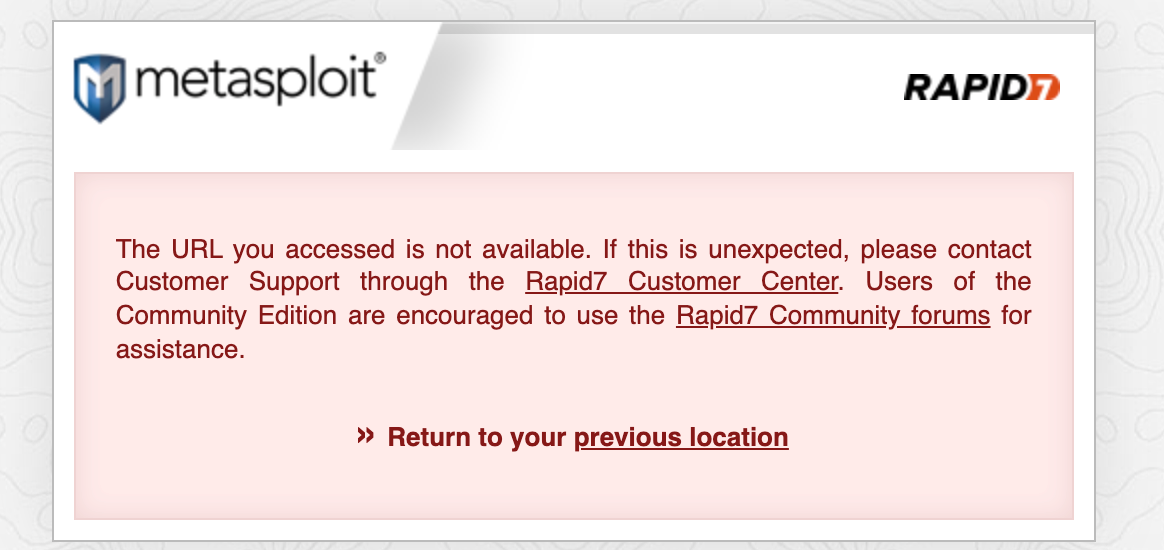 metasploit®
RAPID7
The URL you accessed is not available. If this is unexpected, please contact
Customer Support through the Rapid7 Customer Center. Users of the
Community Edition are encouraged to use the Rapid7 Community forums for
assistance.
» Return to your previous location